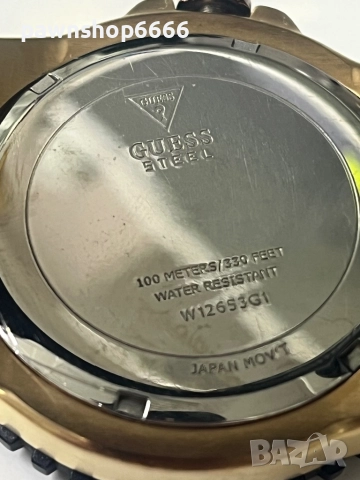 pawnshop6666
GUESS
?
GUESS
STEEL
100 METERS/330 FEET
WATER RESISTANT
W12653G1
JAPAN MOV'T
BAZAR